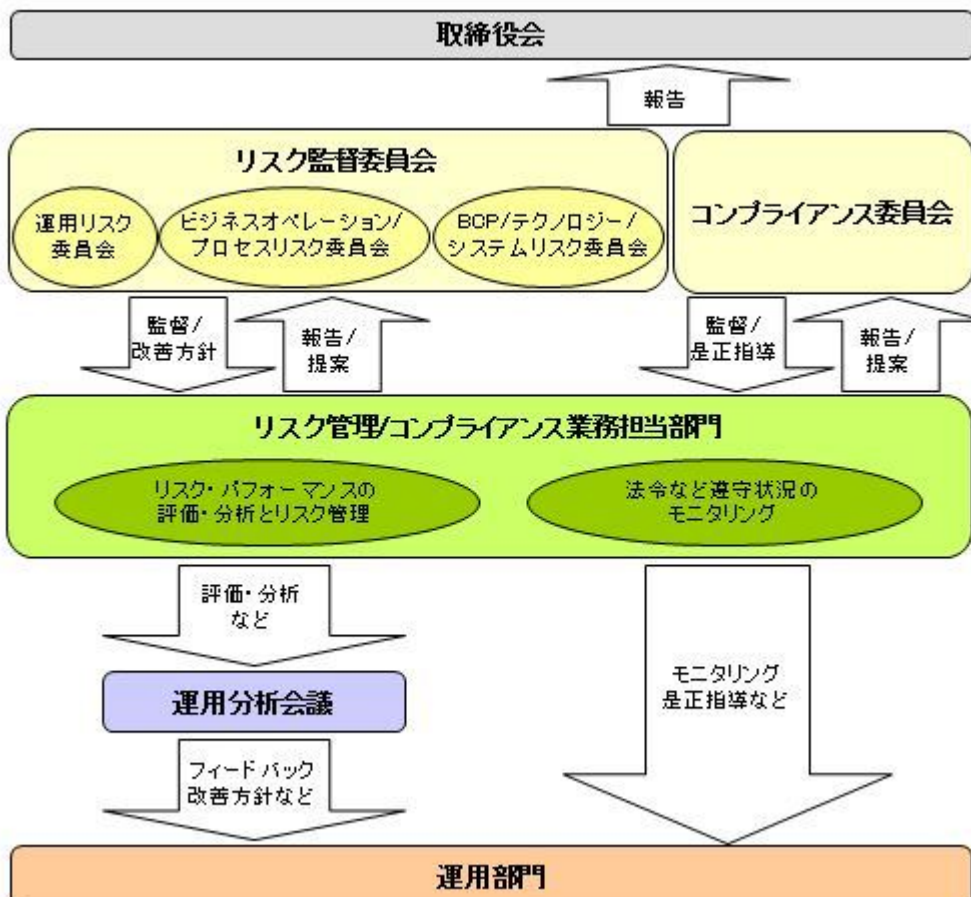 取締役会
報告
リスク監督委員会
運用リスク
委員会
ビジネスオペレーション/
プロセスリスク委員会
BCP/テクノロジー/
システムリスク委員会
コンプライアンス委員会
監督/
改善方針
報告/
提案
監督/
是正指導
報告/
提案
リスク管理/コンプライアンス業務担当部門
リスク・パフォーマンスの
評価・分析とリスク管理
法令など遵守状況の
モニタリング
評価・分析
など
運用分析会議
モニタリング
是正指導など
フィードバック
改善方針など
運用部門